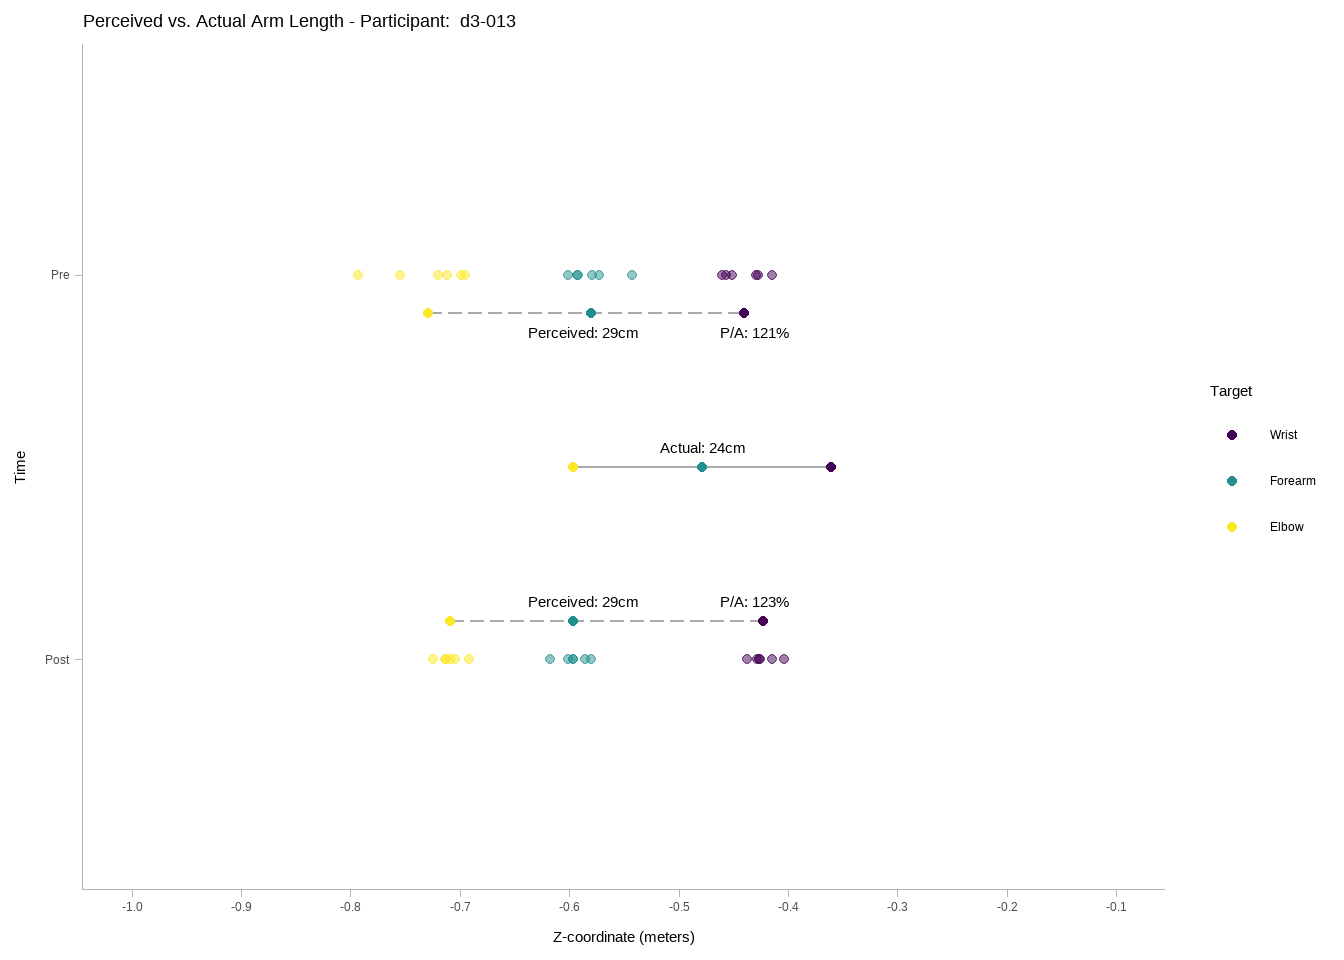 Perceived vs. Actual Arm Length - Participant:  d3-013
Pre
Perceived: 29cm
P/A: 121%
Target
Actual: 24cm
Wrist
Time
Forearm
Elbow
Perceived: 29cm
P/A: 123%
Post
-1.0
-0.9
-0.8
-0.7
-0.6
-0.5
-0.4
-0.3
-0.2
-0.1
Z-coordinate (meters)